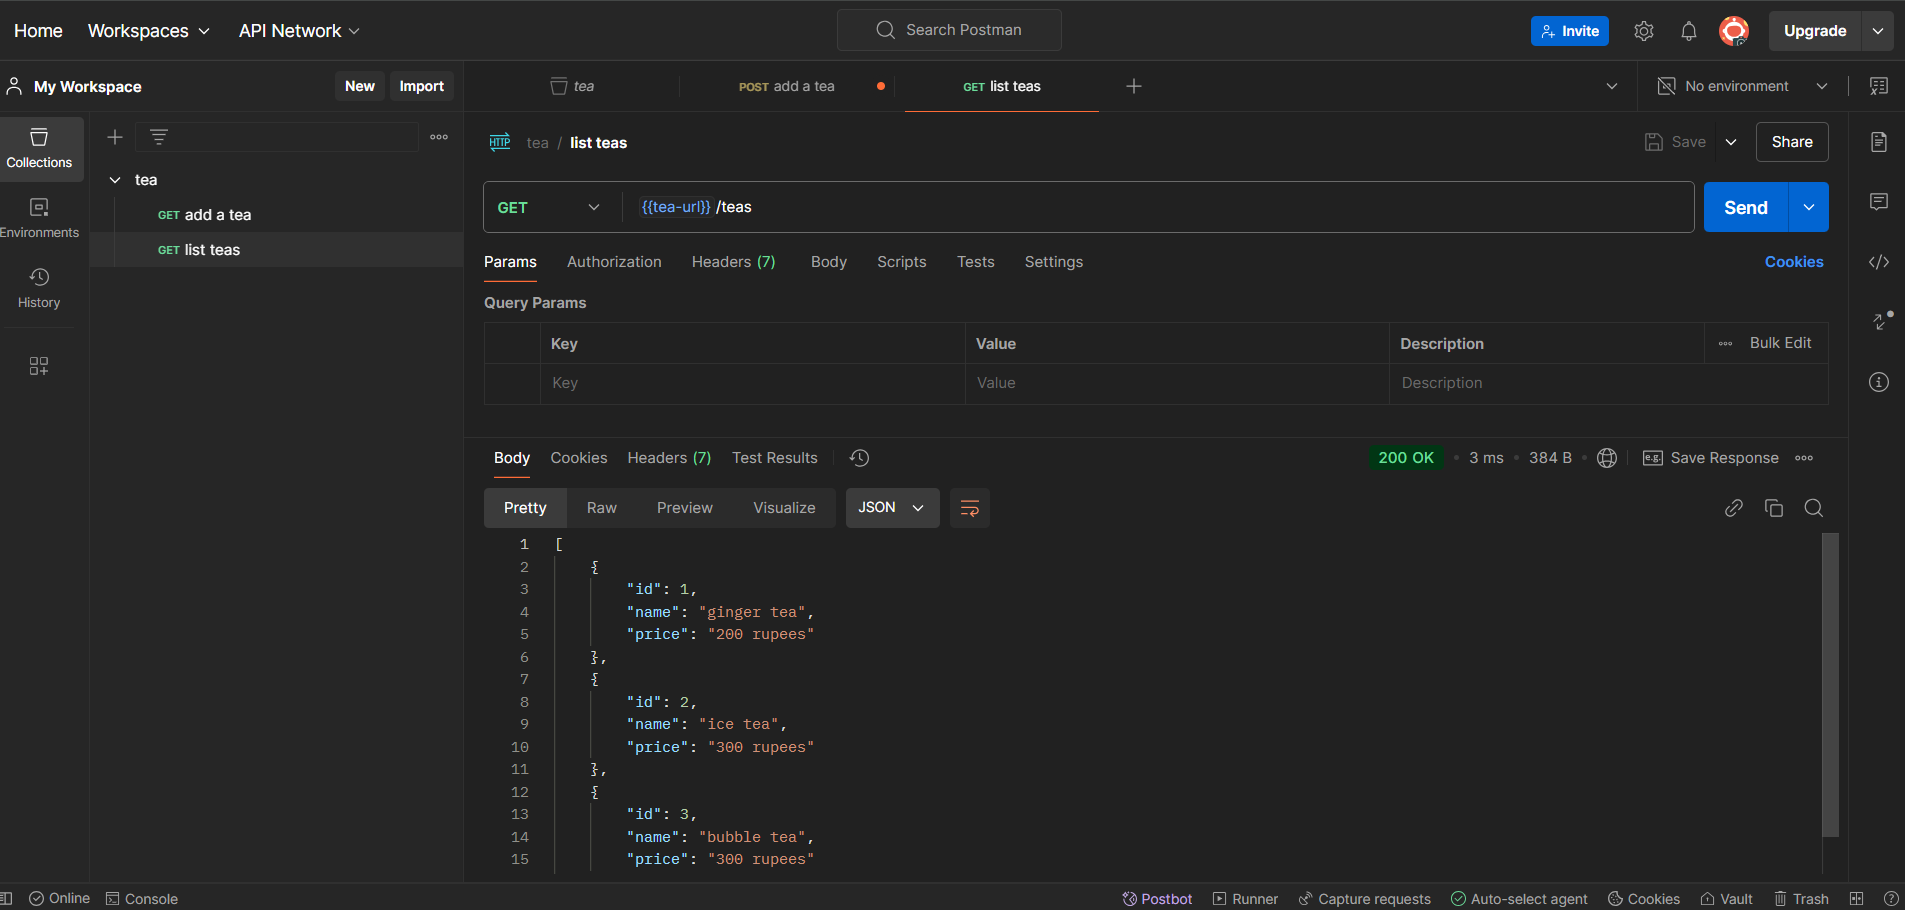 Home Workspaces API Network Search Postman Invite Upgrade
My Workspace New Import tea POST add a tea GET list teas No environment
Collections
Environments
History
tea
GET add a tea
GET list teas
HTTP tea / list teas Save Share
GET {{tea-url}} /teas Send
Params Authorization Headers (7) Body Scripts Tests Settings Cookies
Query Params
Key Value Description Bulk Edit
Key Value Description
Body Cookies Headers (7) Test Results 200 OK 3 ms 384 B e.g. Save Response
Pretty Raw Preview Visualize JSON
1 [
2 {
3 "id": 1,
4 "name": "ginger tea",
5 "price": "200 rupees"
6 },
7 {
8 "id": 2,
9 "name": "ice tea",
10 "price": "300 rupees"
11 },
12 {
13 "id": 3,
14 "name": "bubble tea",
15 "price": "300 rupees"
Online Console Postbot Runner Capture requests Auto-select agent Cookies Vault Trash